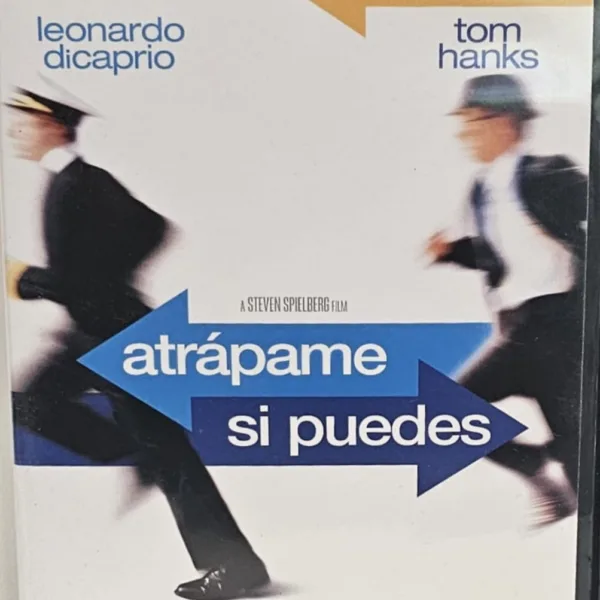 leonardo
dicaprio
tom
hanks
A STEVEN SPIELBERG FILM
atrápame
si puedes